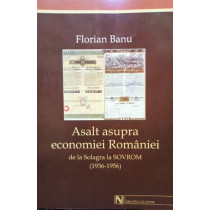 Florian Banu
Asalt asupra
economiei României
de la Solagra la SOVROM
(1936-1956)
N